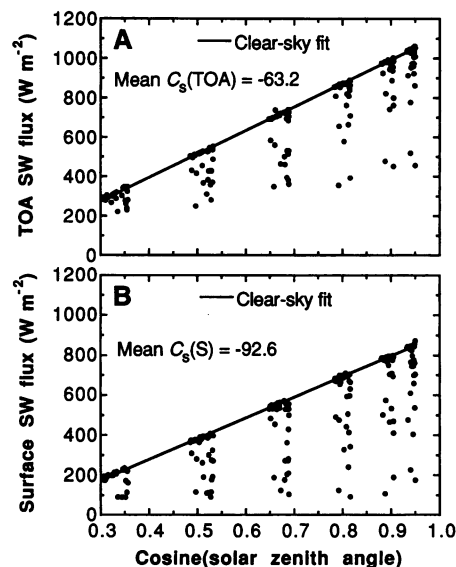 1200
1000
800
600
400
200
0
TOA SW flux (W m⁻²)
A
Clear-sky fit
Mean Cs(TOA) = -63.2
1200
1000
800
600
400
200
0
Surface SW flux (W m⁻²)
B
Clear-sky fit
Mean Cs(S) = -92.6
0.3 0.4 0.5 0.6 0.7 0.8 0.9 1.0
Cosine(solar zenith angle)